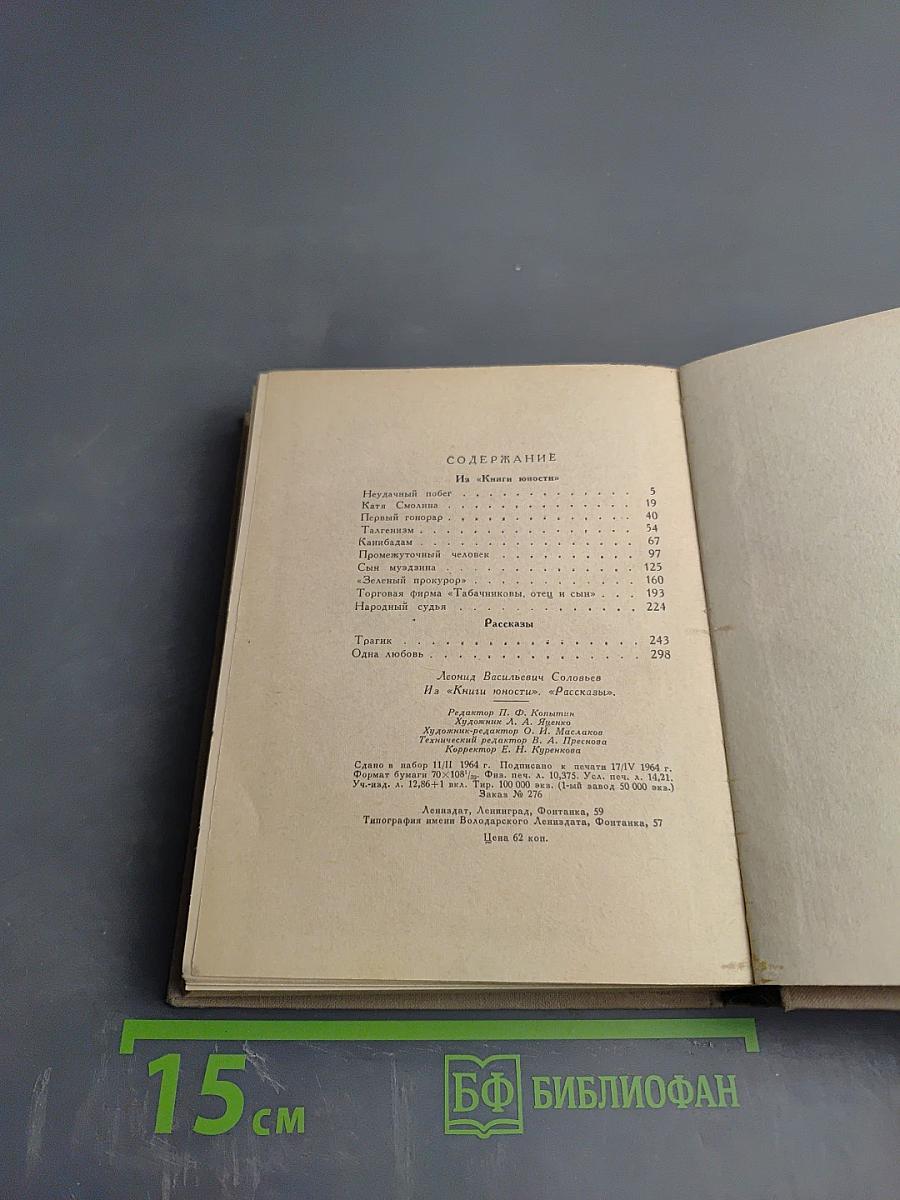 СОДЕРЖАНИЕ
Из «Книги юности»
Неудачный побег . . . . . . . . . . . . . 5
Катя Смолина . . . . . . . . . . . . . . 19
Первый гонорар . . . . . . . . . . . . . 40
Талгенизм . . . . . . . . . . . . . . . 54
Канибадам . . . . . . . . . . . . . . . 67
Промежуточный человек . . . . . . . . . . 97
Сын муэдзина . . . . . . . . . . . . . . 125
«Зеленый прокурор» . . . . . . . . . . . . 160
Торговая фирма «Табачниковы, отец и сын» . . . 193
Народный судья . . . . . . . . . . . . . 224
Рассказы
Трагик . . . . . . . . . . . . . . . . 243
Одна любовь . . . . . . . . . . . . . . 298
Леонид Васильевич Соловьев
Из «Книги юности». «Рассказы».
Редактор П. Ф. Копытин
Художник Л. А. Яценко
Художник-редактор О. И. Маслаков
Технический редактор В. А. Преснова
Корректор Е. Н. Куренкова
Сдано в набор 11/II 1964 г. Подписано к печати 17/IV 1964 г.
Формат бумаги 70×108¹/₃₂. Физ. печ. л. 10,375. Усл. печ. л. 14,21.
Уч.-изд. л. 12,86+1 вкл. Тир. 100 000 экз. (1-ый завод 50 000 экз.)
Заказ № 276
Лениздат, Ленинград, Фонтанка, 59
Типография имени Володарского Лениздата, Фонтанка, 57
Цена 62 коп.
15 см
БФ БИБЛИОФАН